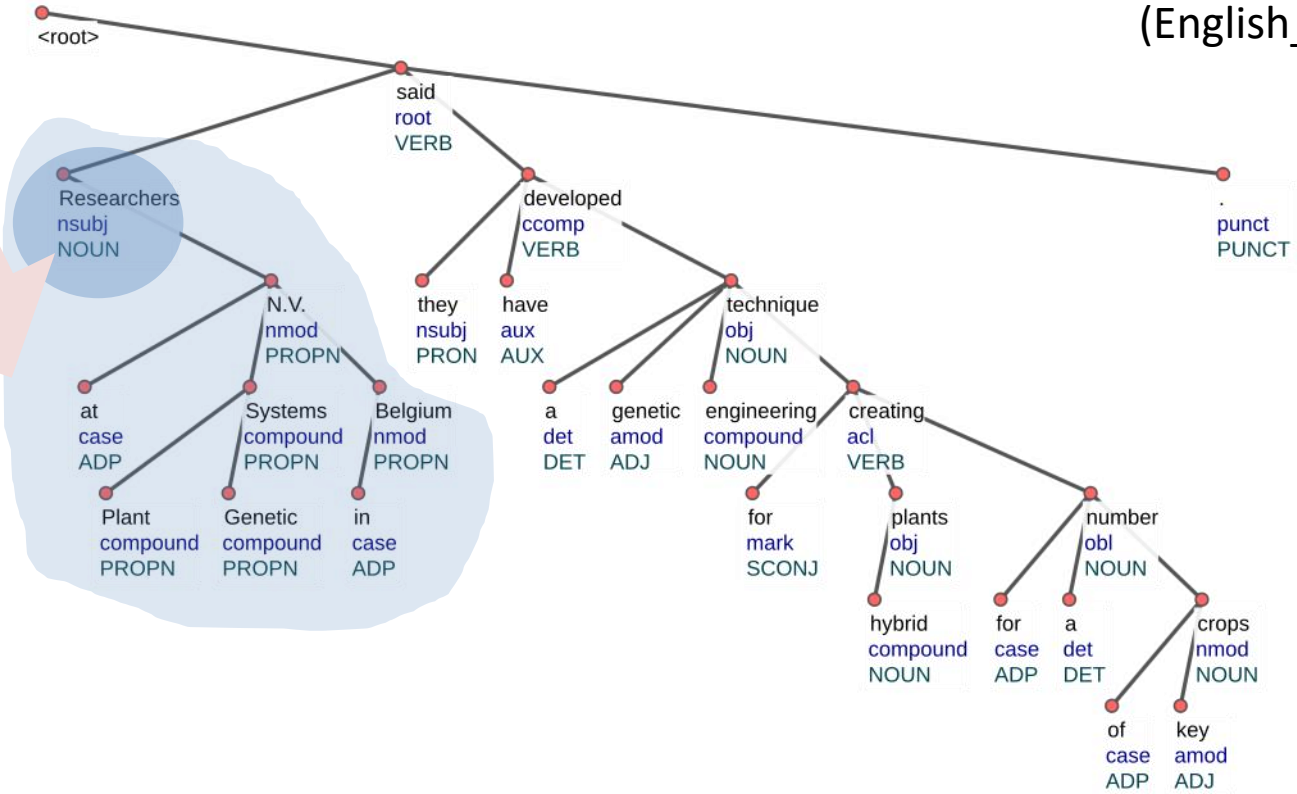 (English_
<root>
said
root
VERB
Researchers
nsubj
NOUN
developed
ccomp
VERB
.
punct
PUNCT
N.V.
nmod
PROPN
they
nsubj
PRON
have
aux
AUX
technique
obj
NOUN
at
case
ADP
Systems
compound
PROPN
Belgium
nmod
PROPN
a
det
DET
genetic
amod
ADJ
engineering
compound
NOUN
creating
acl
VERB
Plant
compound
PROPN
Genetic
compound
PROPN
in
case
ADP
for
mark
SCONJ
plants
obj
NOUN
number
obl
NOUN
hybrid
compound
NOUN
for
case
ADP
a
det
DET
crops
nmod
NOUN
of
case
ADP
key
amod
ADJ